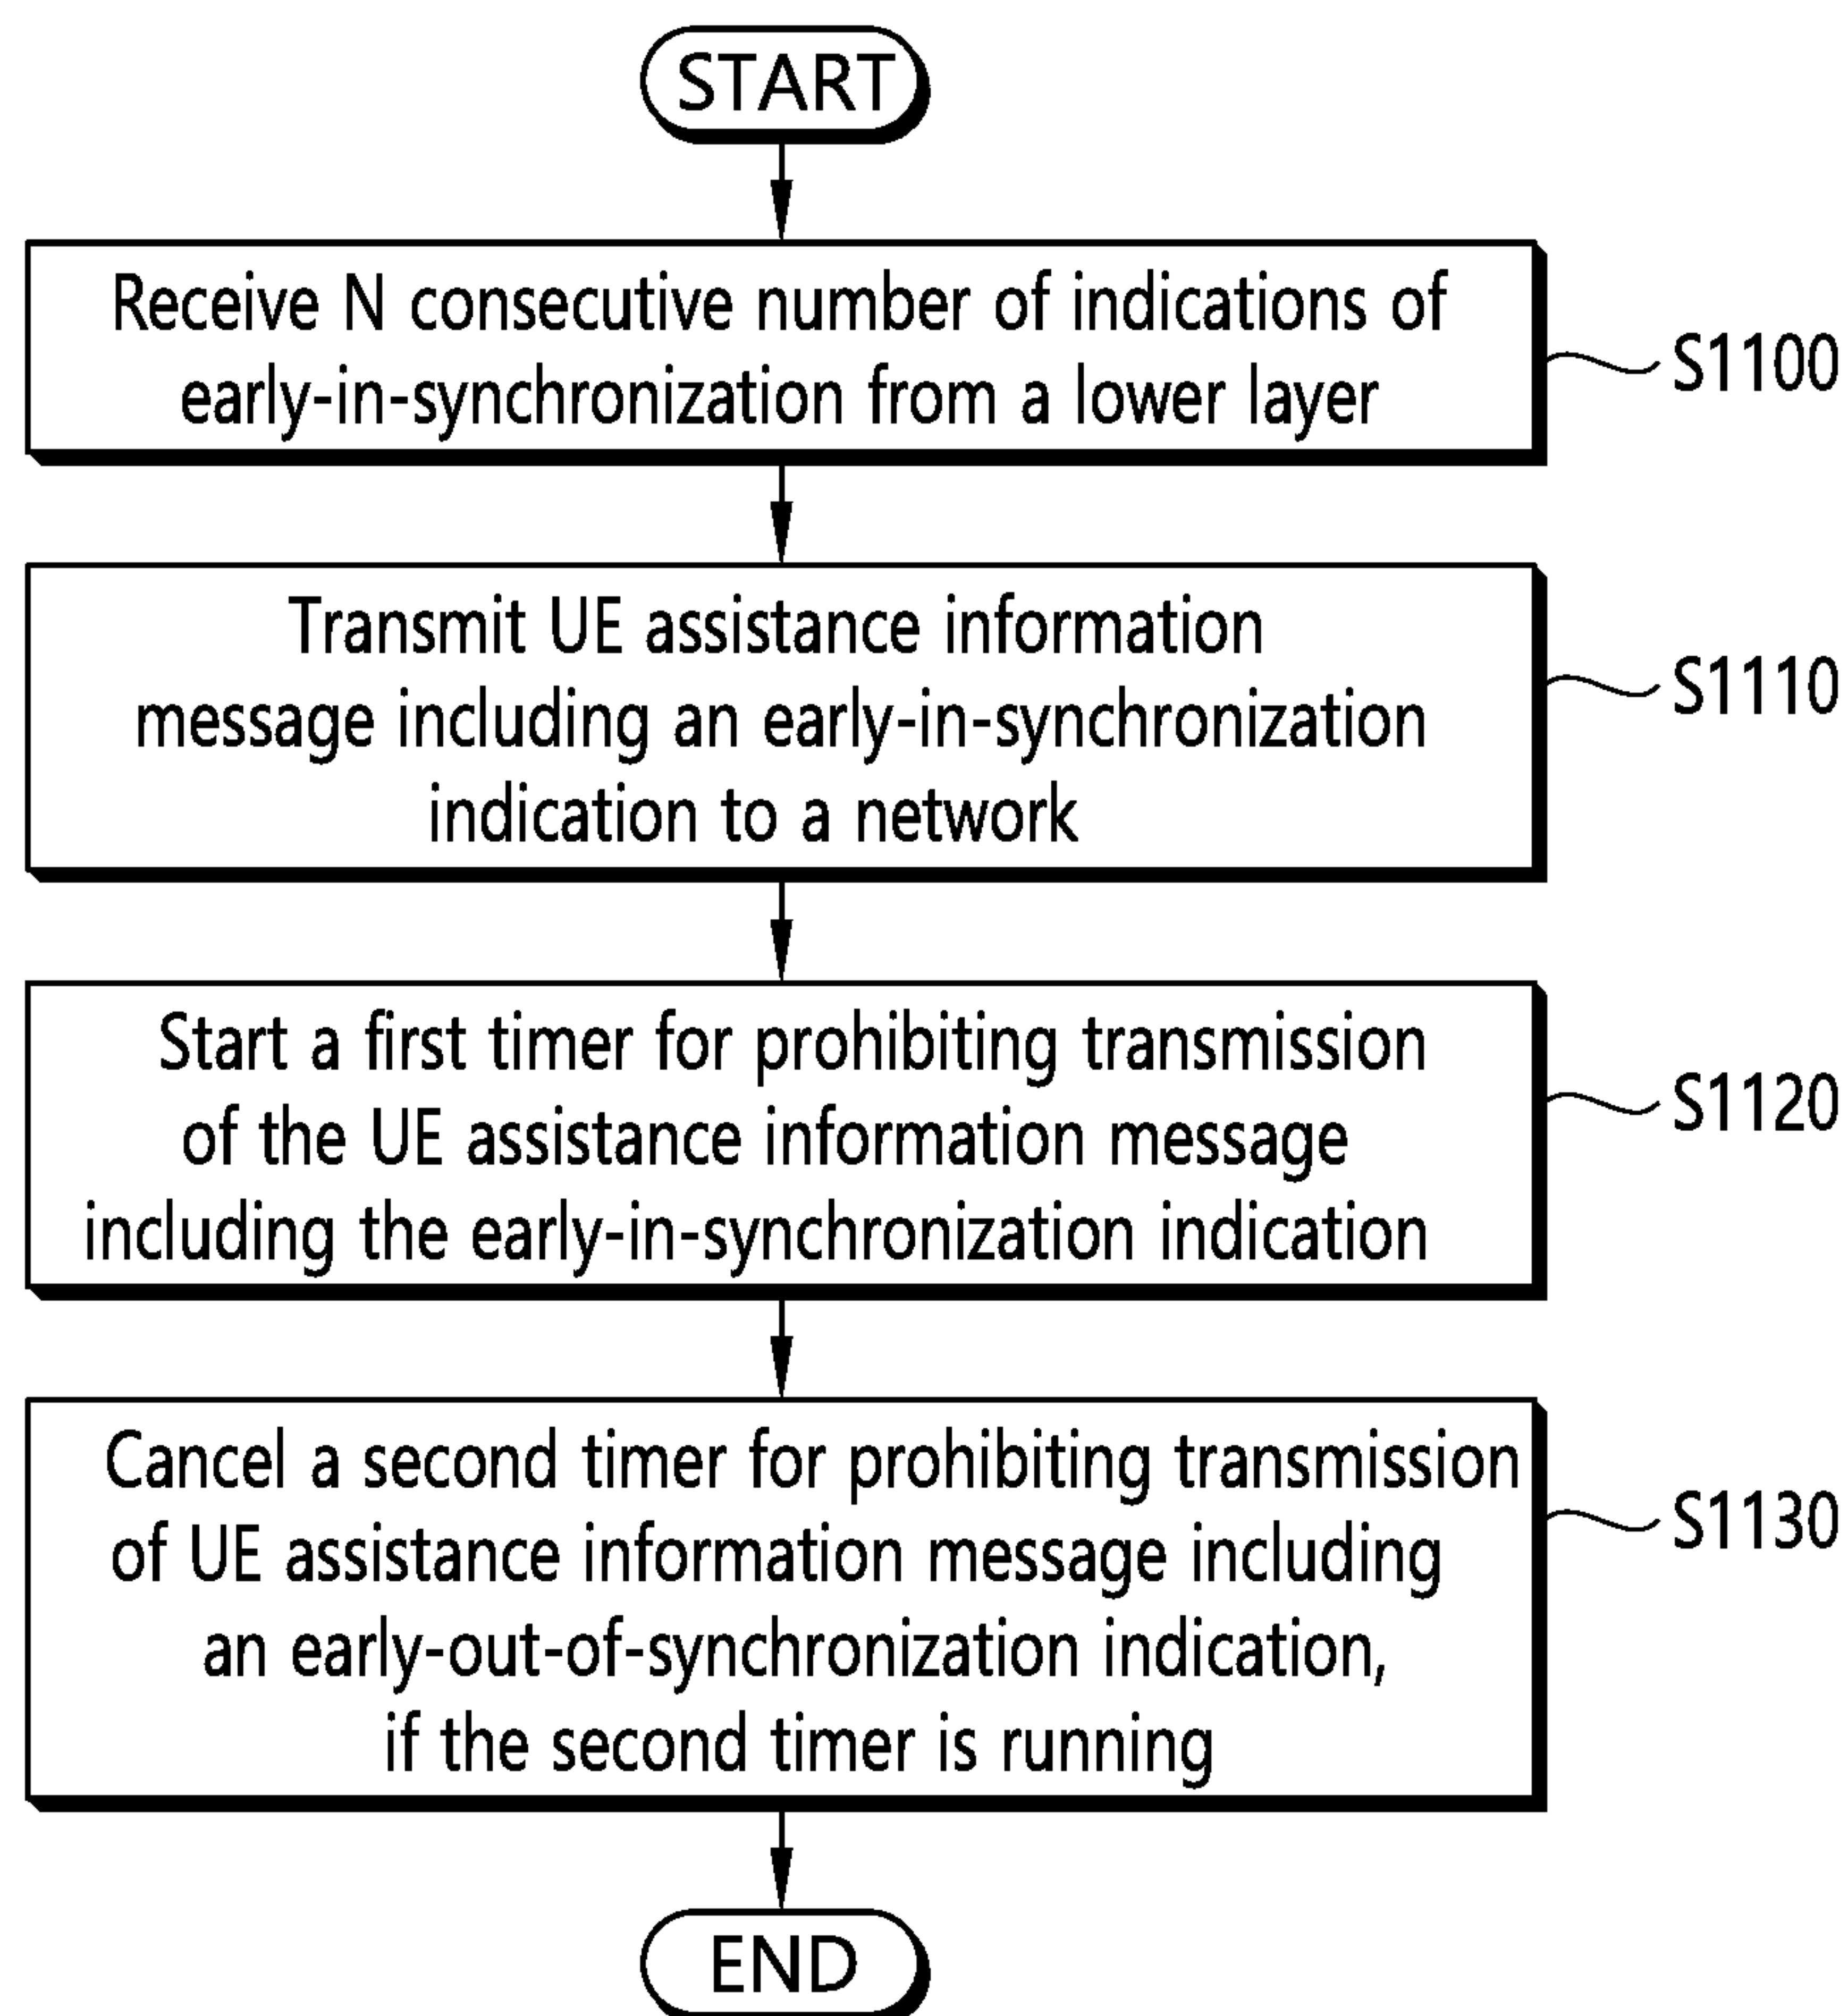 START
Receive N consecutive number of indications of
early-in-synchronization from a lower layer
S1100
Transmit UE assistance information
message including an early-in-synchronization
indication to a network
S1110
Start a first timer for prohibiting transmission
of the UE assistance information message
including the early-in-synchronization indication
S1120
Cancel a second timer for prohibiting transmission
of UE assistance information message including
an early-out-of-synchronization indication,
if the second timer is running
S1130
END